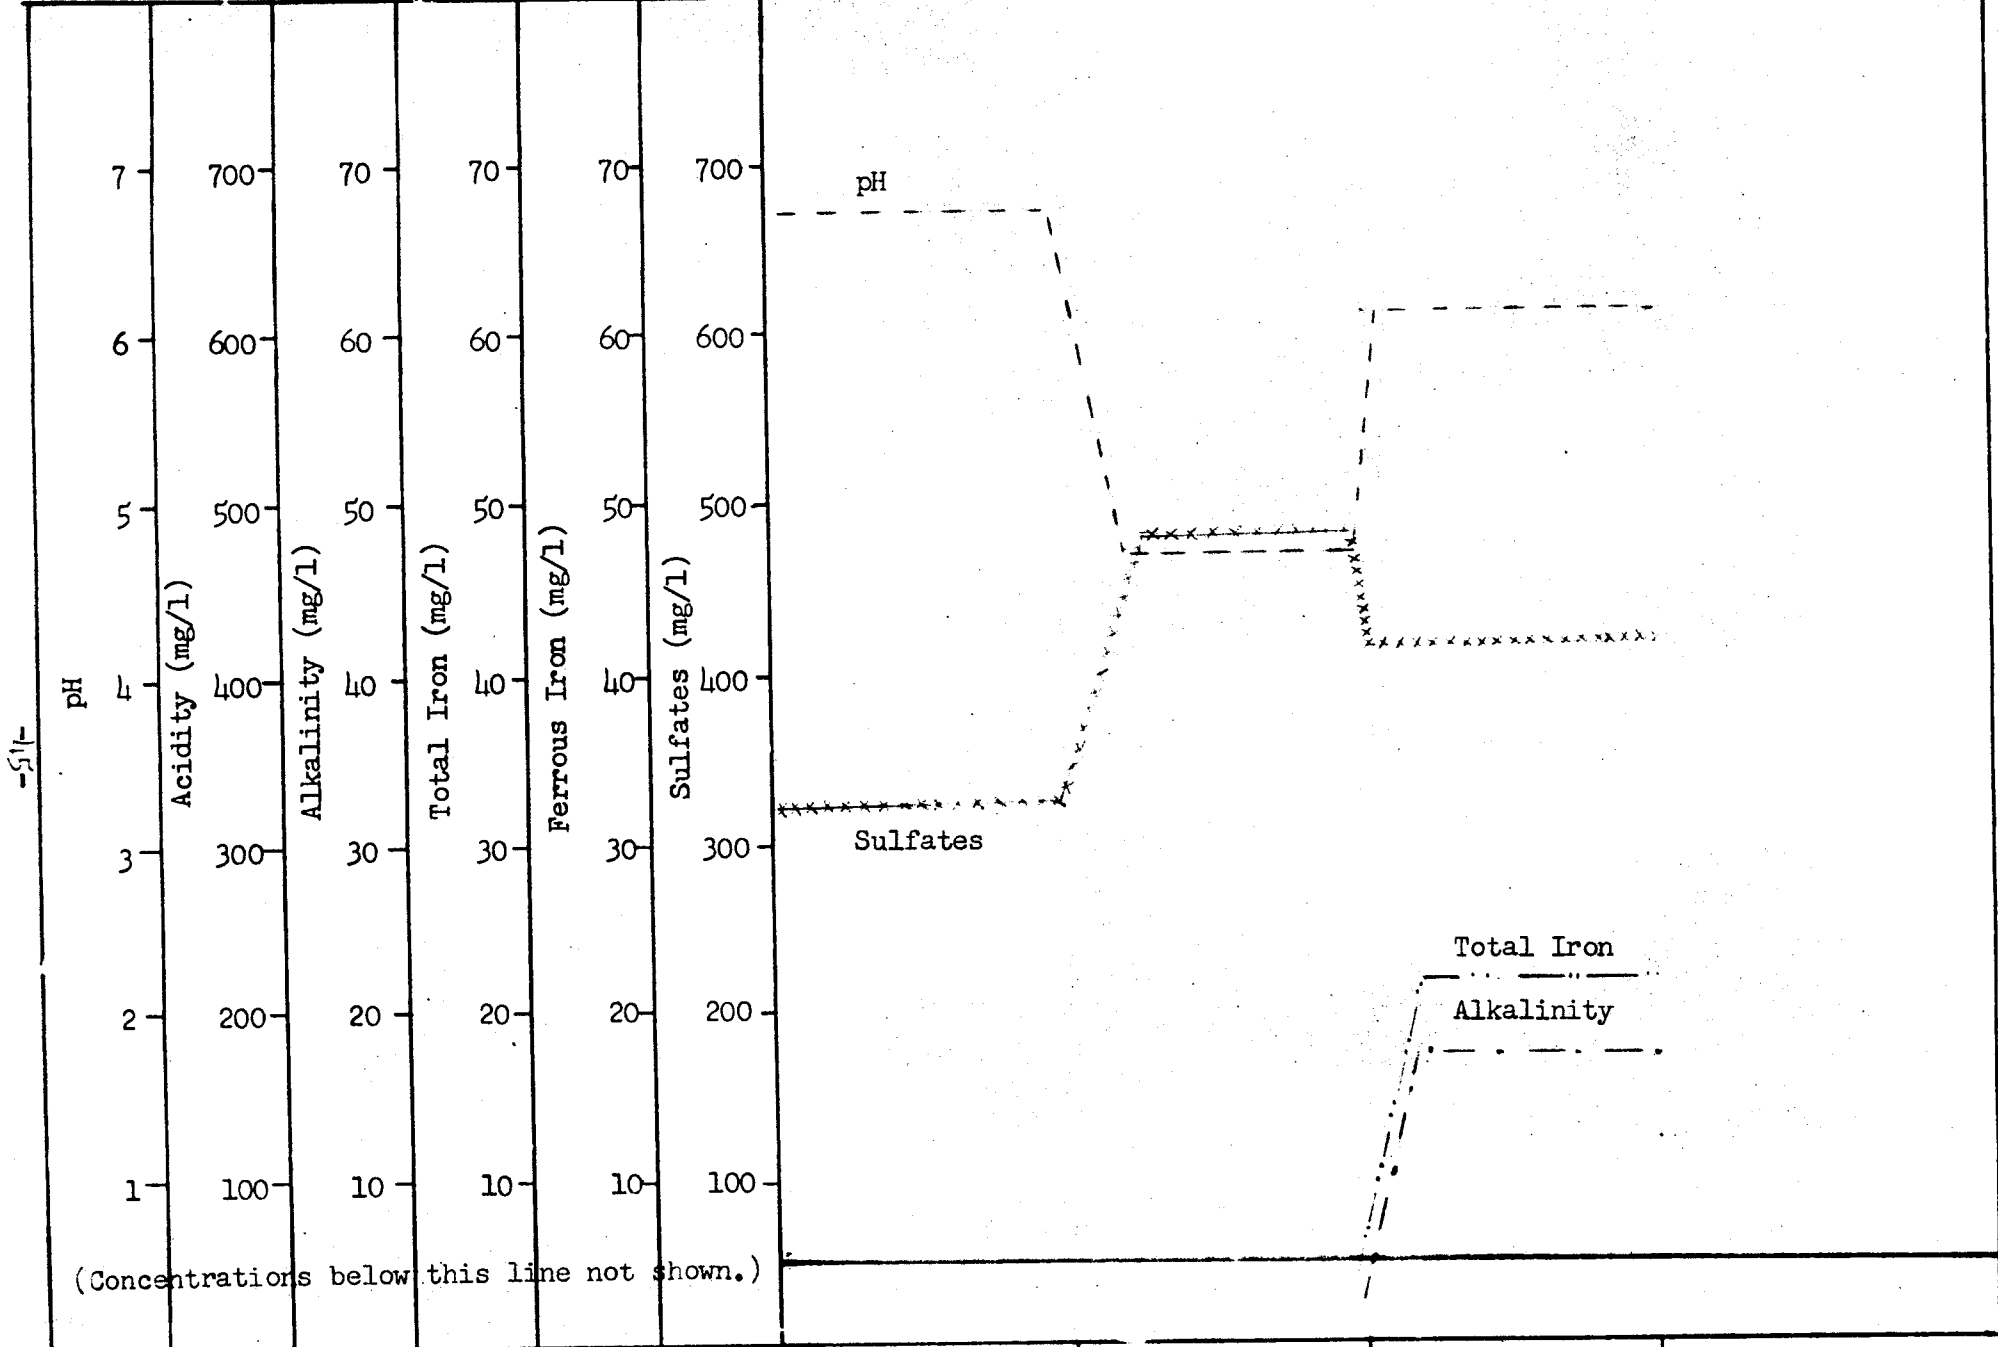 7 700 70 70 70 700
pH
6 600 60 60 60 600
5 500 50 50 50 500
pH
Acidity (mg/l)
Alkalinity (mg/l)
Total Iron (mg/l)
Ferrous Iron (mg/l)
Sulfates (mg/l)
4 400 40 40 40 400
-45-
3 300 30 30 30 300
Sulfates
Total Iron
2 200 20 20 20 200
Alkalinity
1 100 10 10 10 100
(Concentrations below this line not shown.)